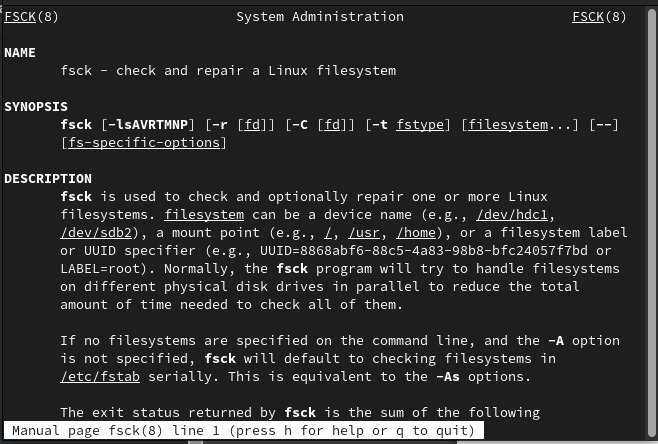 FSCK(8) System Administration FSCK(8)
NAME
fsck - check and repair a Linux filesystem
SYNOPSIS
fsck [-lsAVRTMNP] [-r [fd]] [-C [fd]] [-t fstype] [filesystem...] [--]
[fs-specific-options]
DESCRIPTION
fsck is used to check and optionally repair one or more Linux
filesystems. filesystem can be a device name (e.g., /dev/hdc1,
/dev/sdb2), a mount point (e.g., /, /usr, /home), or a filesystem label
or UUID specifier (e.g., UUID=8868abf6-88c5-4a83-98b8-bfc24057f7bd or
LABEL=root). Normally, the fsck program will try to handle filesystems
on different physical disk drives in parallel to reduce the total
amount of time needed to check all of them.
If no filesystems are specified on the command line, and the -A option
is not specified, fsck will default to checking filesystems in
/etc/fstab serially. This is equivalent to the -As options.
The exit status returned by fsck is the sum of the following
Manual page fsck(8) line 1 (press h for help or q to quit)